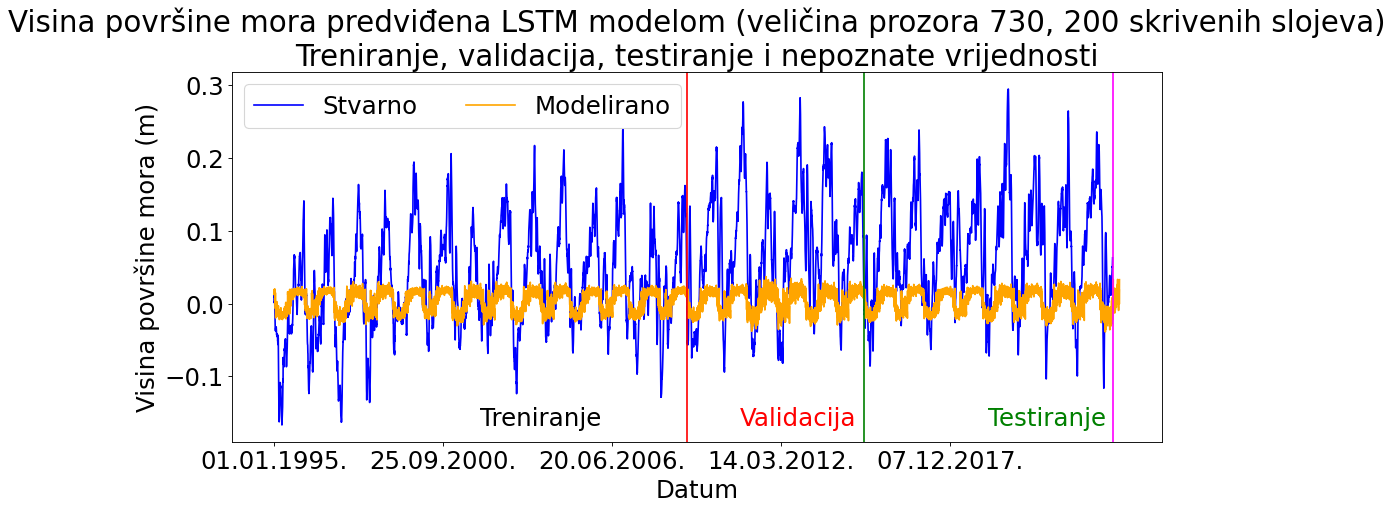 Visina površine mora predviđena LSTM modelom (veličina prozora 730, 200 skrivenih slojeva)
Treniranje, validacija, testiranje i nepoznate vrijednosti
Stvarno
Modelirano
Visina površine mora (m)
0.3
0.2
0.1
0.0
−0.1
Treniranje
Validacija
Testiranje
01.01.1995.
25.09.2000.
20.06.2006.
14.03.2012.
07.12.2017.
Datum